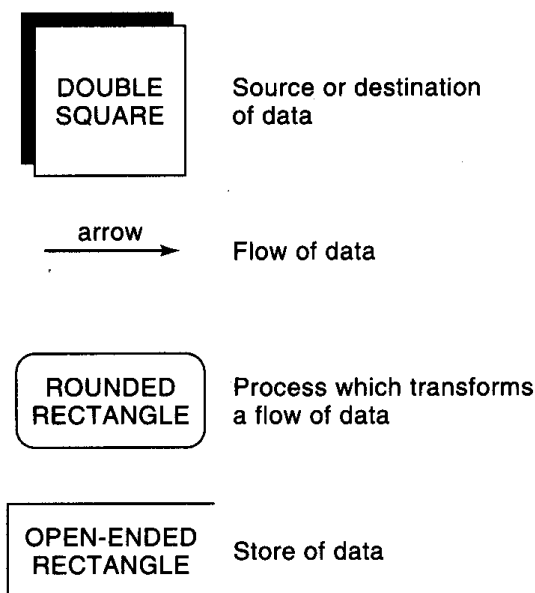 DOUBLE
SQUARE
Source or destination
of data
arrow
Flow of data
ROUNDED
RECTANGLE
Process which transforms
a flow of data
OPEN-ENDED
RECTANGLE
Store of data